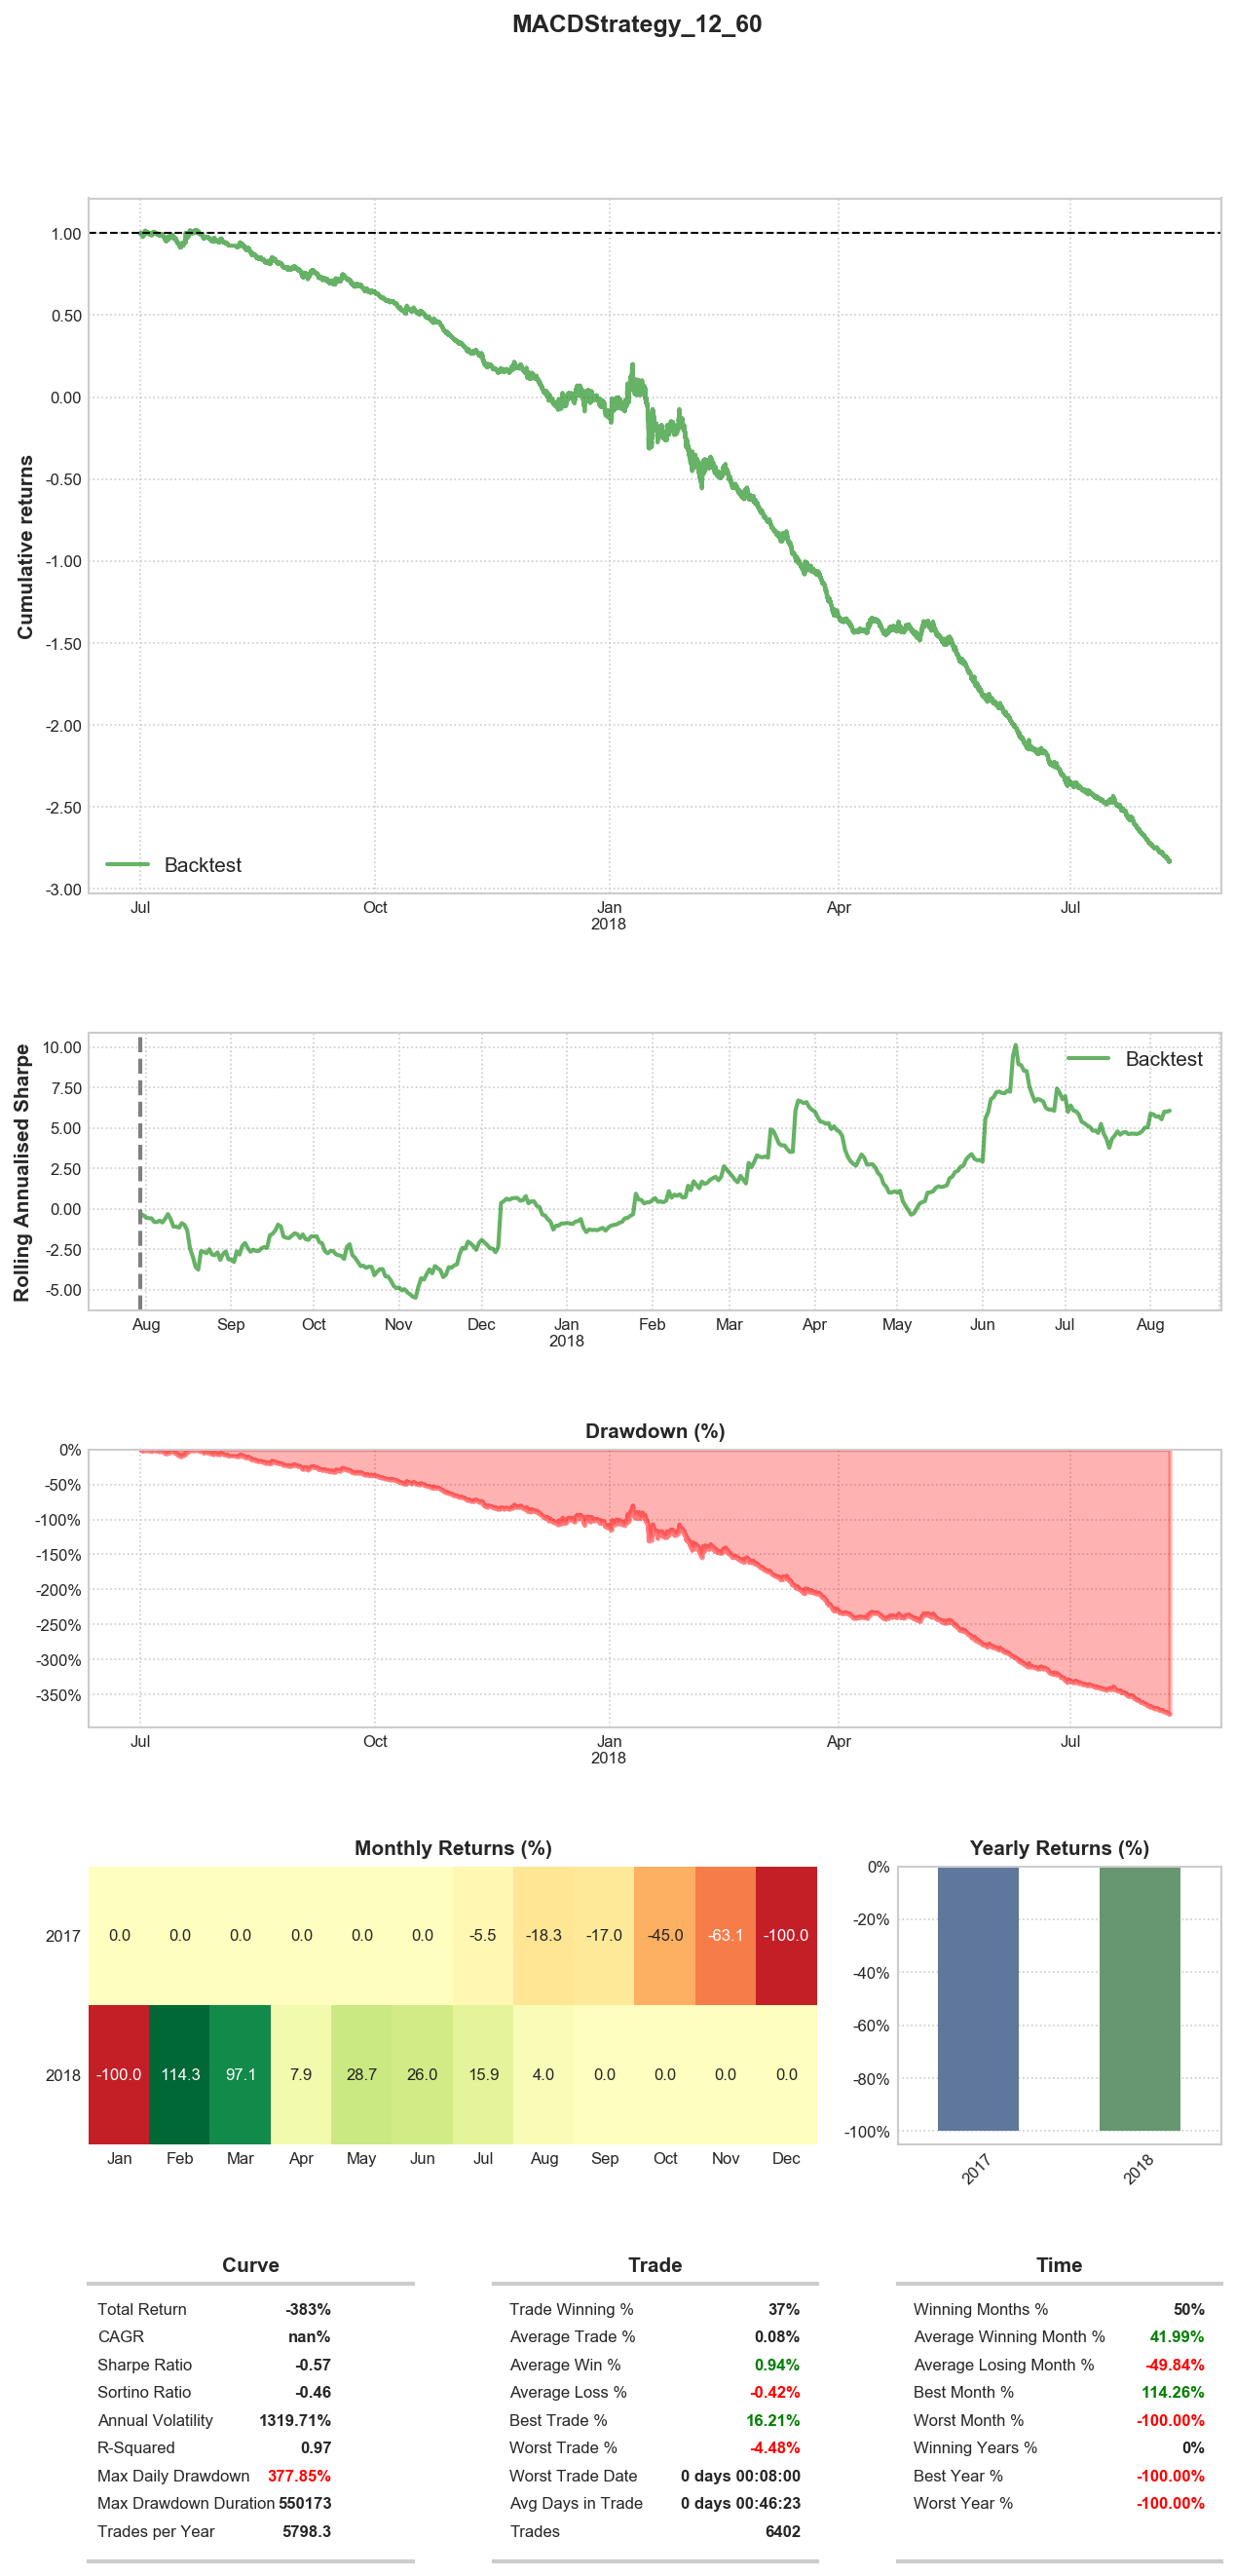 MACDStrategy_12_60
Cumulative returns
1.00
0.50
0.00
-0.50
-1.00
-1.50
-2.00
-2.50
-3.00
Backtest
Jul Oct Jan Apr Jul
2018
Rolling Annualised Sharpe
10.00
7.50
5.00
2.50
0.00
-2.50
-5.00
Backtest
Aug Sep Oct Nov Dec Jan Feb Mar Apr May Jun Jul Aug
2018
Drawdown (%)
0%
-50%
-100%
-150%
-200%
-250%
-300%
-350%
Jul Oct Jan Apr Jul
2018
Monthly Returns (%)
2017 0.0 0.0 0.0 0.0 0.0 0.0 -5.5 -18.3 -17.0 -45.0 -63.1 -100.0
2018 -100.0 114.3 97.1 7.9 28.7 26.0 15.9 4.0 0.0 0.0 0.0 0.0
Jan Feb Mar Apr May Jun Jul Aug Sep Oct Nov Dec
Yearly Returns (%)
0%
-20%
-40%
-60%
-80%
-100%
2017 2018
Curve
Total Return -383%
CAGR nan%
Sharpe Ratio -0.57
Sortino Ratio -0.46
Annual Volatility 1319.71%
R-Squared 0.97
Max Daily Drawdown 377.85%
Max Drawdown Duration 550173
Trades per Year 5798.3
Trade
Trade Winning % 37%
Average Trade % 0.08%
Average Win % 0.94%
Average Loss % -0.42%
Best Trade % 16.21%
Worst Trade % -4.48%
Worst Trade Date 0 days 00:08:00
Avg Days in Trade 0 days 00:46:23
Trades 6402
Time
Winning Months % 50%
Average Winning Month % 41.99%
Average Losing Month % -49.84%
Best Month % 114.26%
Worst Month % -100.00%
Winning Years % 0%
Best Year % -100.00%
Worst Year % -100.00%